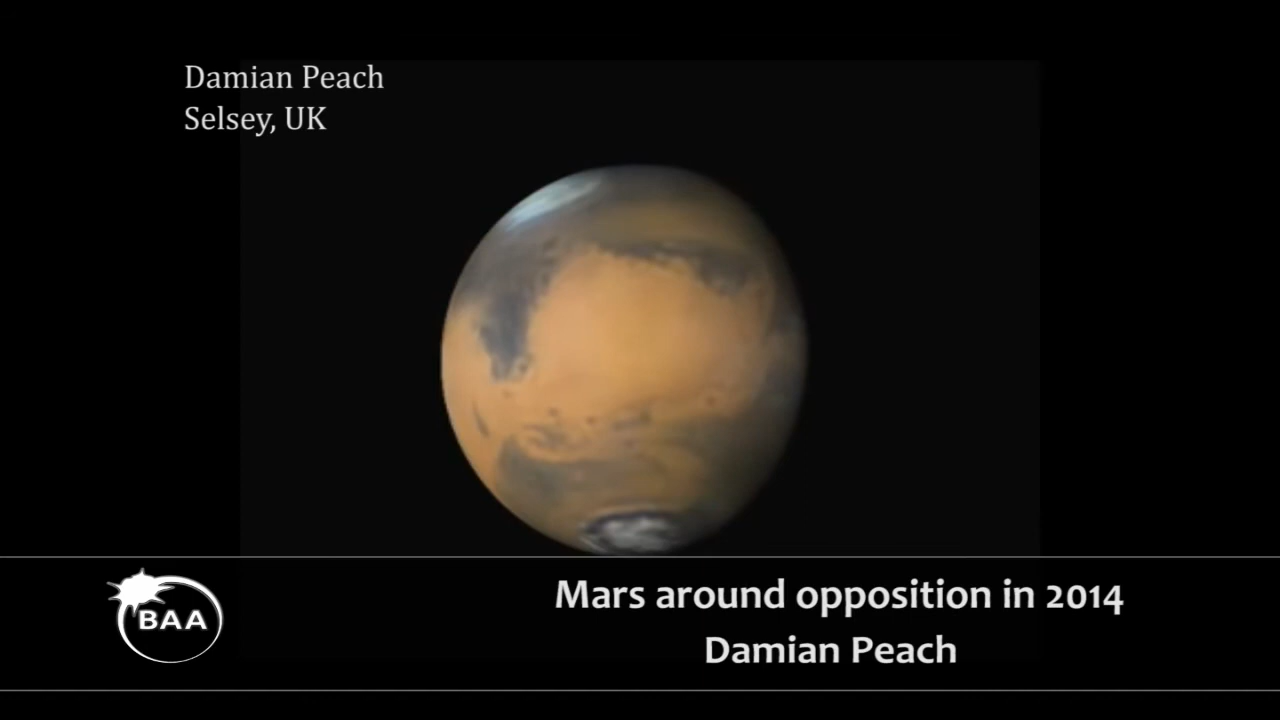 Damian Peach
Selsey, UK
BAA
Mars around opposition in 2014
Damian Peach